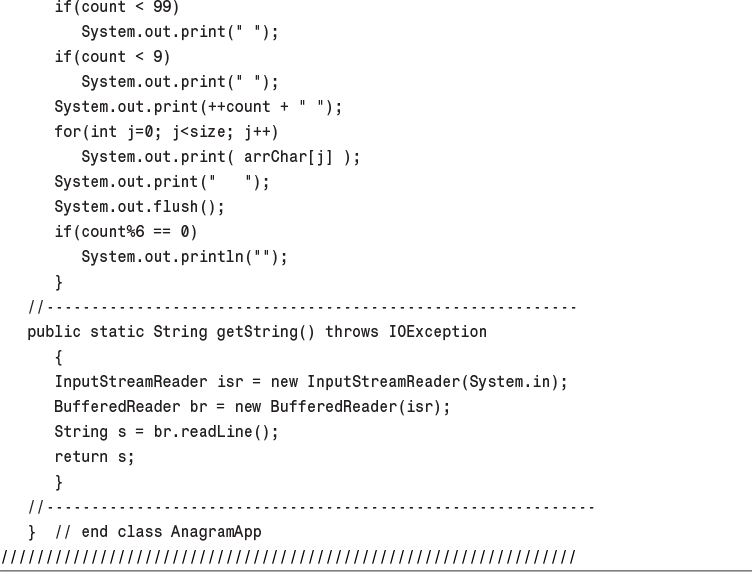 if(count < 99)
         System.out.print(" ");
      if(count < 9)
         System.out.print(" ");
      System.out.print(++count + " ");
      for(int j=0; j<size; j++)
         System.out.print( arrChar[j] );
      System.out.print("   ");
      System.out.flush();
      if(count%6 == 0)
         System.out.println("");
      }
   //-----------------------------------------------------------
   public static String getString() throws IOException
      {
      InputStreamReader isr = new InputStreamReader(System.in);
      BufferedReader br = new BufferedReader(isr);
      String s = br.readLine();
      return s;
      }
   //-------------------------------------------------------------
   }  // end class AnagramApp
////////////////////////////////////////////////////////////////